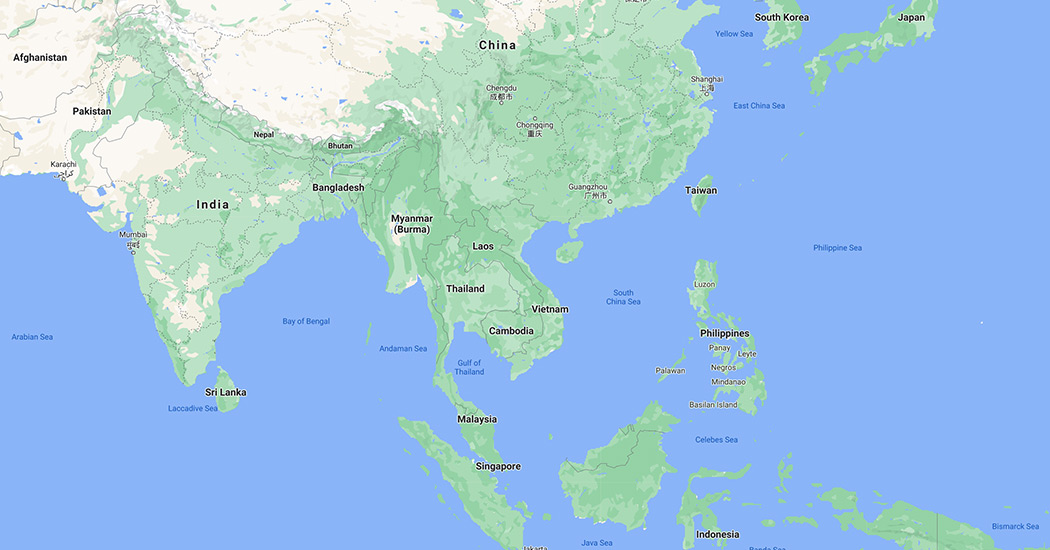 South Korea
Japan
Yellow Sea
China
Afghanistan
Shanghai
上海
Chengdu
成都市
East China Sea
Pakistan
Chongqing
重庆
Nepal
Bhutan
Karachi
کراچی
Bangladesh
Guangzhou
广州市
Taiwan
India
Myanmar
(Burma)
Mumbai
मुंबई
Laos
Philippine Sea
Luzon
Thailand
South
China Sea
Vietnam
Bay of Bengal
Cambodia
Philippines
Arabian Sea
Andaman Sea
Panay
Leyte
Gulf of
Thailand
Palawan
Negros
Mindanao
Sri Lanka
Laccadive Sea
Basilan Island
Malaysia
Celebes Sea
Singapore
Bismarck Sea
Indonesia
Java Sea
Jakarta
Banda Sea